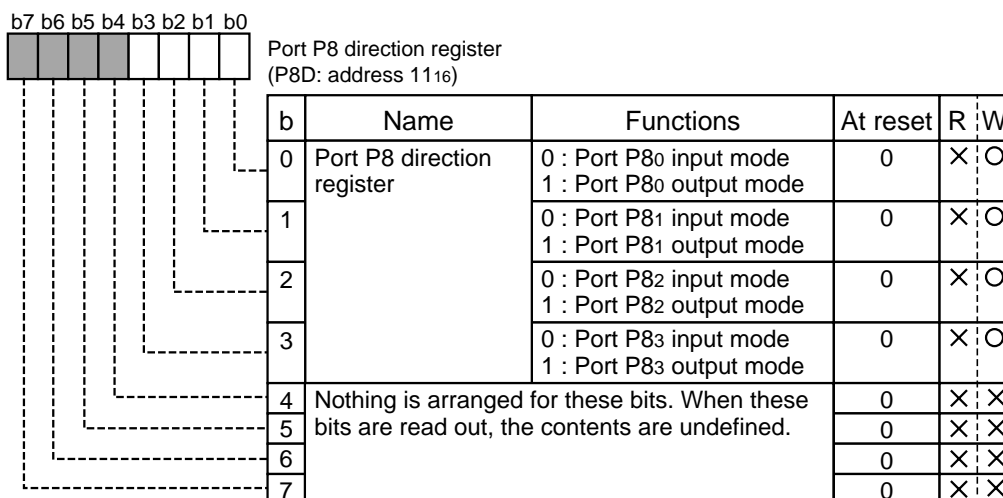 b7 b6 b5 b4 b3 b2 b1 b0
Port P8 direction register
(P8D: address 11₁₆)
b Name Functions At reset R W
0 Port P8 direction register 0 : Port P8₀ input mode 0 × ○
1 : Port P8₀ output mode
1 0 : Port P8₁ input mode 0 × ○
1 : Port P8₁ output mode
2 0 : Port P8₂ input mode 0 × ○
1 : Port P8₂ output mode
3 0 : Port P8₃ input mode 0 × ○
1 : Port P8₃ output mode
4 Nothing is arranged for these bits. When these 0 × ×
5 bits are read out, the contents are undefined. 0 × ×
6 0 × ×
7 0 × ×